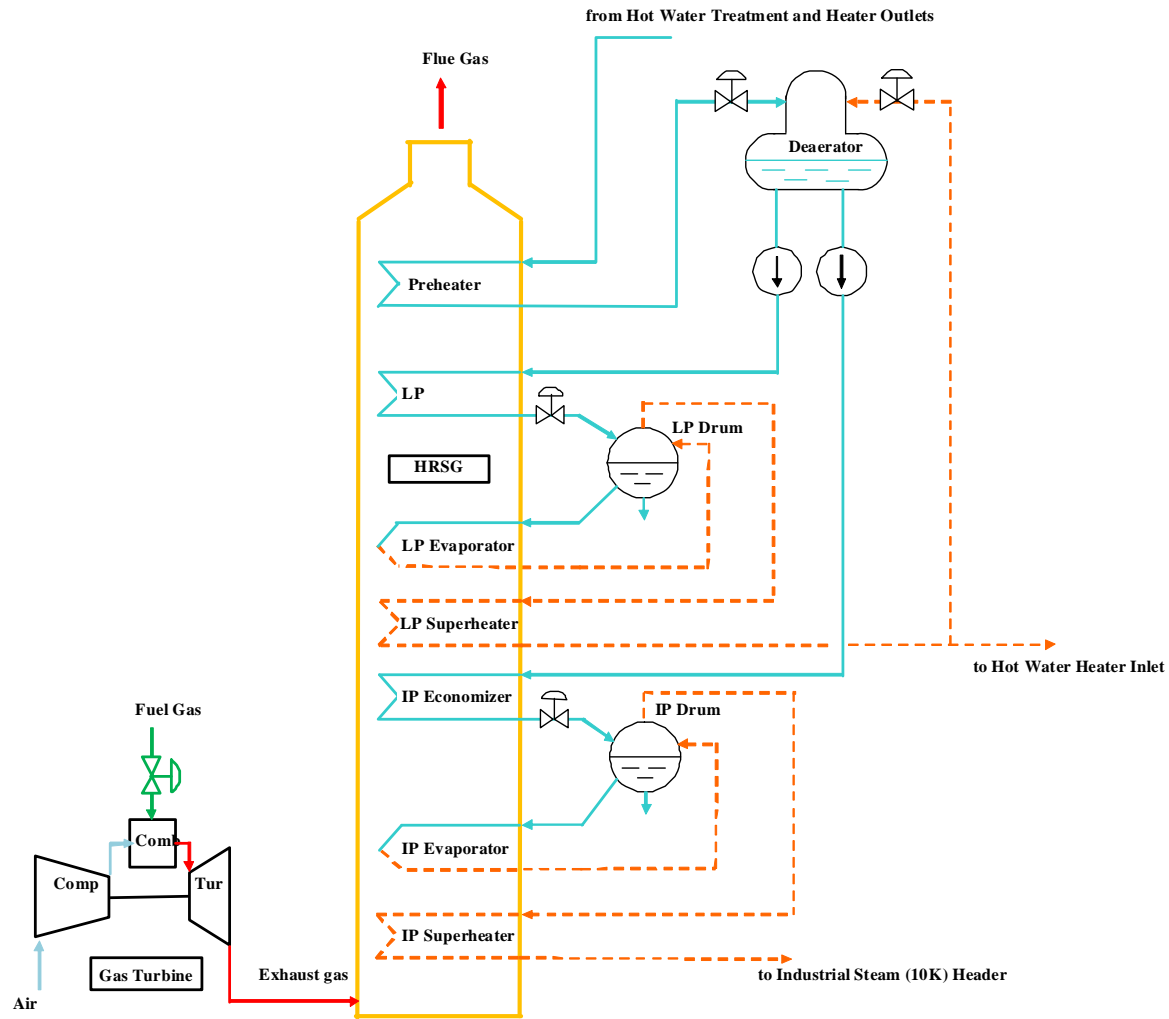 from Hot Water Treatment and Heater Outlets
Flue Gas
Deaerator
Preheater
LP
LP Drum
HRSG
LP Evaporator
LP Superheater
to Hot Water Heater Inlet
IP Economizer
IP Drum
Fuel Gas
Comb
IP Evaporator
Comp
Tur
IP Superheater
Gas Turbine
Exhaust gas
to Industrial Steam (10K) Header
Air